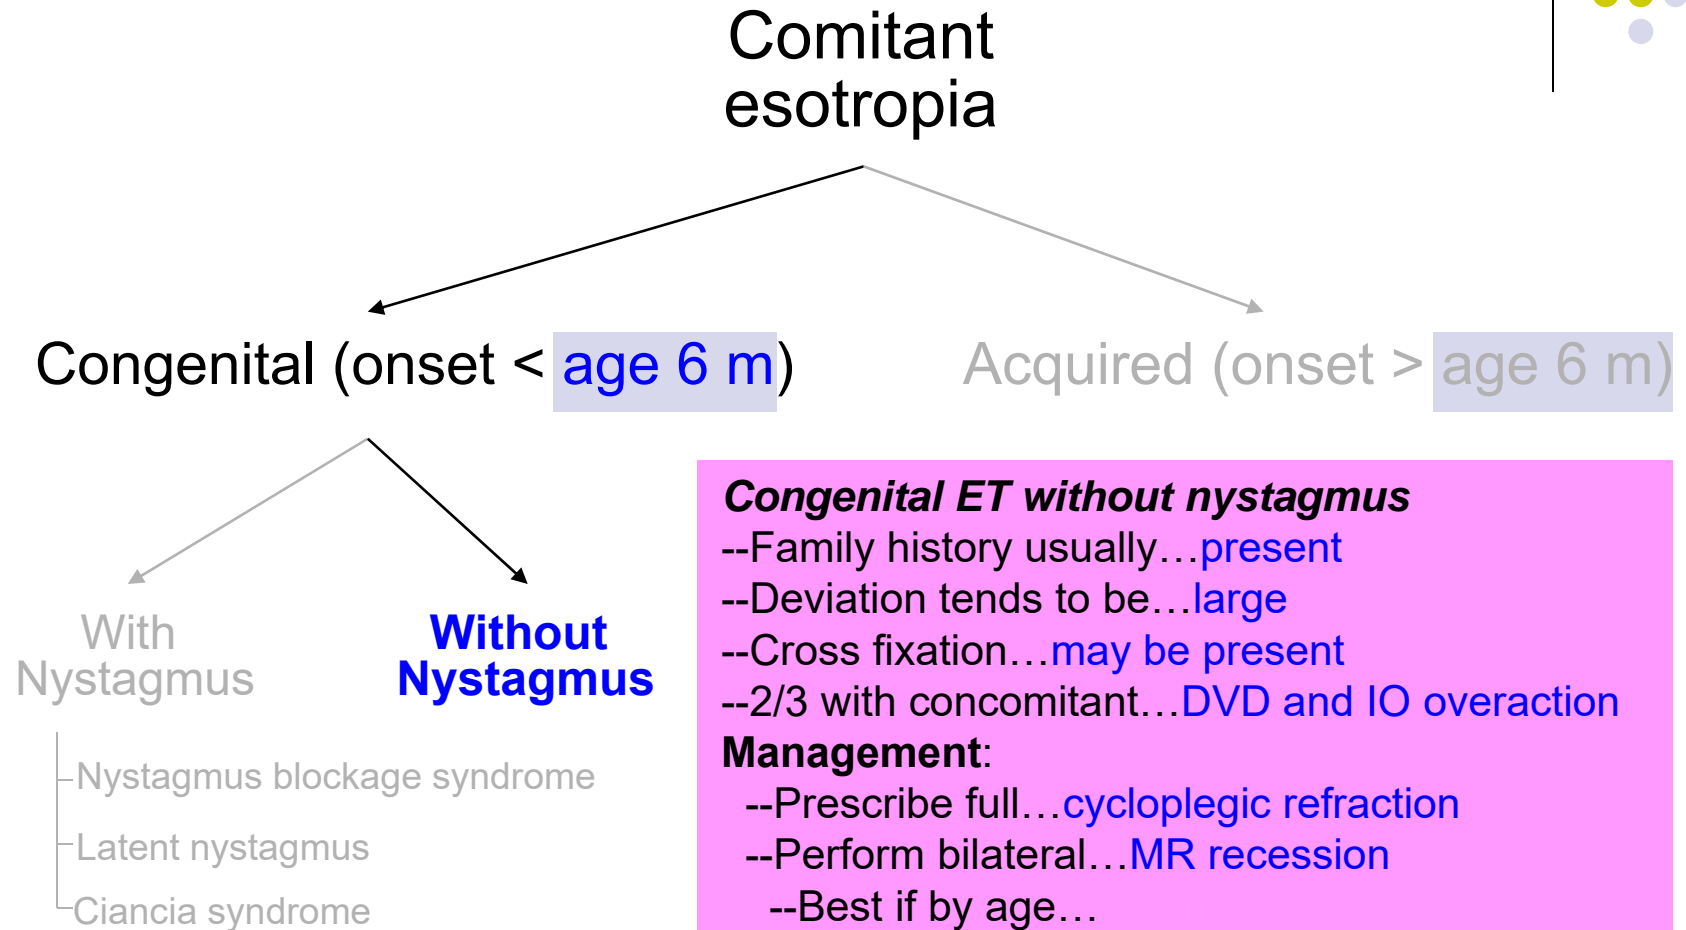 Comitant
esotropia
Congenital (onset < age 6 m)
Acquired (onset > age 6 m)
With
Nystagmus
Without
Nystagmus
Nystagmus blockage syndrome
Latent nystagmus
Ciancia syndrome
Congenital ET without nystagmus
--Family history usually…present
--Deviation tends to be…large
--Cross fixation…may be present
--2/3 with concomitant…DVD and IO overaction
Management:
--Prescribe full…cycloplegic refraction
--Perform bilateral…MR recession
--Best if by age…